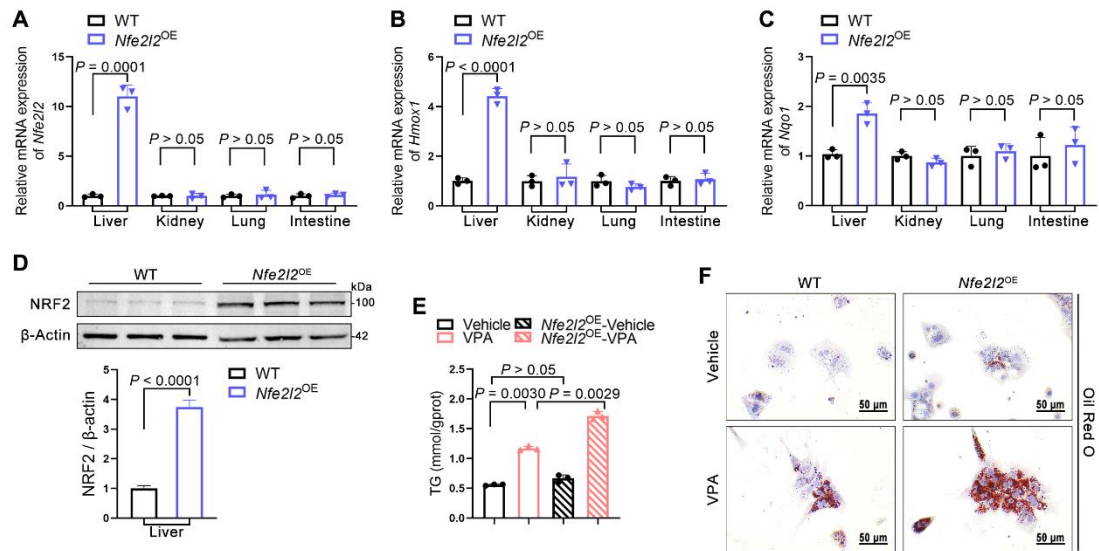 A
WT
Nfe2l2OE
Relative mRNA expression
of Nfe2l2
15
10
5
0
P = 0.0001
P > 0.05
P > 0.05
P > 0.05
Liver
Kidney
Lung
Intestine
B
WT
Nfe2l2OE
Relative mRNA expression
of Hmox1
6
4
2
0
P < 0.0001
P > 0.05
P > 0.05
P > 0.05
Liver
Kidney
Lung
Intestine
C
WT
Nfe2l2OE
Relative mRNA expression
of Nqo1
3
2
1
0
P = 0.0035
P > 0.05
P > 0.05
P > 0.05
Liver
Kidney
Lung
Intestine
D
WT
Nfe2l2OE
kDa
NRF2
-100
β-Actin
-42
WT
Nfe2l2OE
P < 0.0001
NRF2 / β-actin
5
4
3
2
1
0
Liver
E
Vehicle
Nfe2l2OE-Vehicle
VPA
Nfe2l2OE-VPA
P > 0.05
P = 0.0030
P = 0.0029
TG (mmol/gprot)
2.5
2.0
1.5
1.0
0.5
0.0
F
WT
Nfe2l2OE
Vehicle
50 μm
50 μm
VPA
50 μm
50 μm
Oil Red O